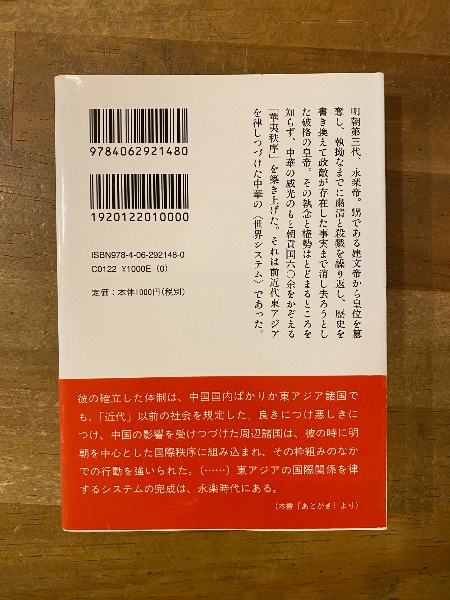 明朝第三代、永楽帝。甥である建文帝から皇位を簒
奪し、執拗なまでに粛清と殺戮を繰り返し、歴史を
書き換えて政敵が存在した事実まで消し去ろうとし
た破格の皇帝。その執念と権勢はとどまるところを
知らず、中華の威光のもと朝貢国六〇余をかぞえる
「華夷秩序」を築き上げた。それは前近代東アジア
を律しつづけた中華の〈世界システム〉であった。
9784062921480
1920122010000
ISBN978-4-06-292148-0
C0122 ¥1000E (0)
定価:本体1000円(税別)
彼の確立した体制は、中国国内ばかりか東アジア諸国で
も、「近代」以前の社会を規定した。良きにつけ悪しきに
つけ、中国の影響を受けつづけた周辺諸国は、彼の時に明
朝を中心とした国際秩序に組み込まれ、その枠組みのなか
での行動を強いられた。(……)東アジアの国際関係を律
するシステムの完成は、永楽時代にある。
(本書「あとがき」より)